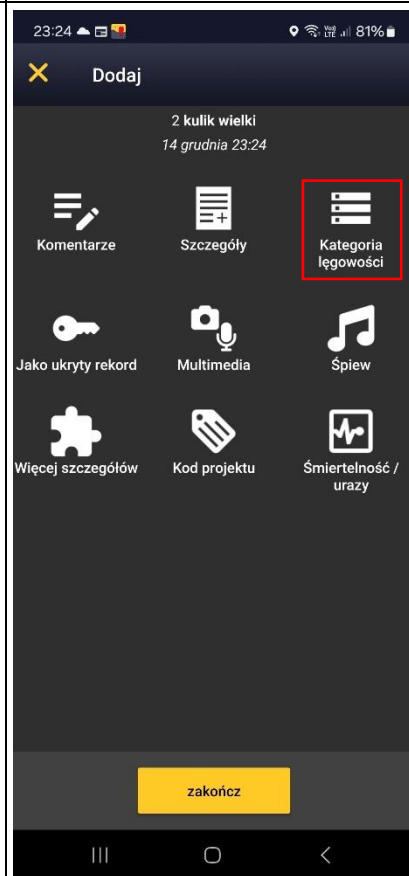 23:24 81%
Dodaj
2 kulik wielki
14 grudnia 23:24
Komentarze Szczegóły Kategoria lęgowości
Jako ukryty rekord Multimedia Śpiew
Więcej szczegółów Kod projektu Śmiertelność / urazy
zakończ